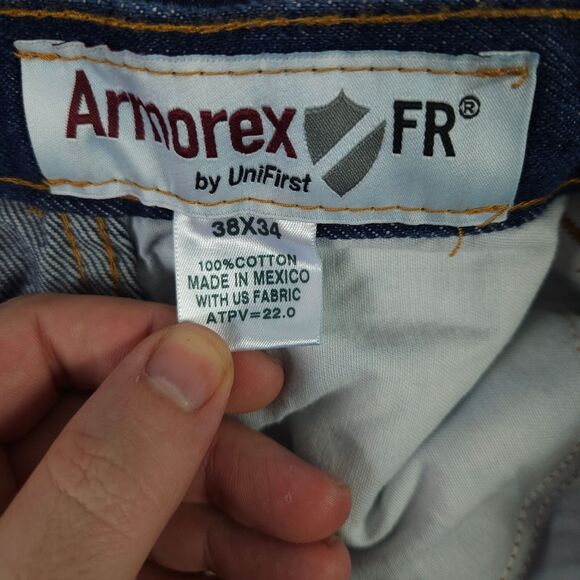 Armorex FR®
by UniFirst
38X34
100%COTTON
MADE IN MEXICO
WITH US FABRIC
ATPV=22.0